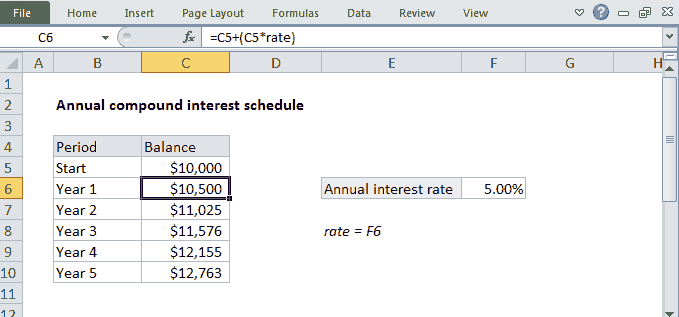 File Home Insert Page Layout Formulas Data Review View
C6 fx =C5+(C5*rate)
A B C D E F G H
1
2 Annual compound interest schedule
3
4 Period Balance
5 Start $10,000
6 Year 1 $10,500 Annual interest rate 5.00%
7 Year 2 $11,025
8 Year 3 $11,576 rate = F6
9 Year 4 $12,155
10 Year 5 $12,763
11
12